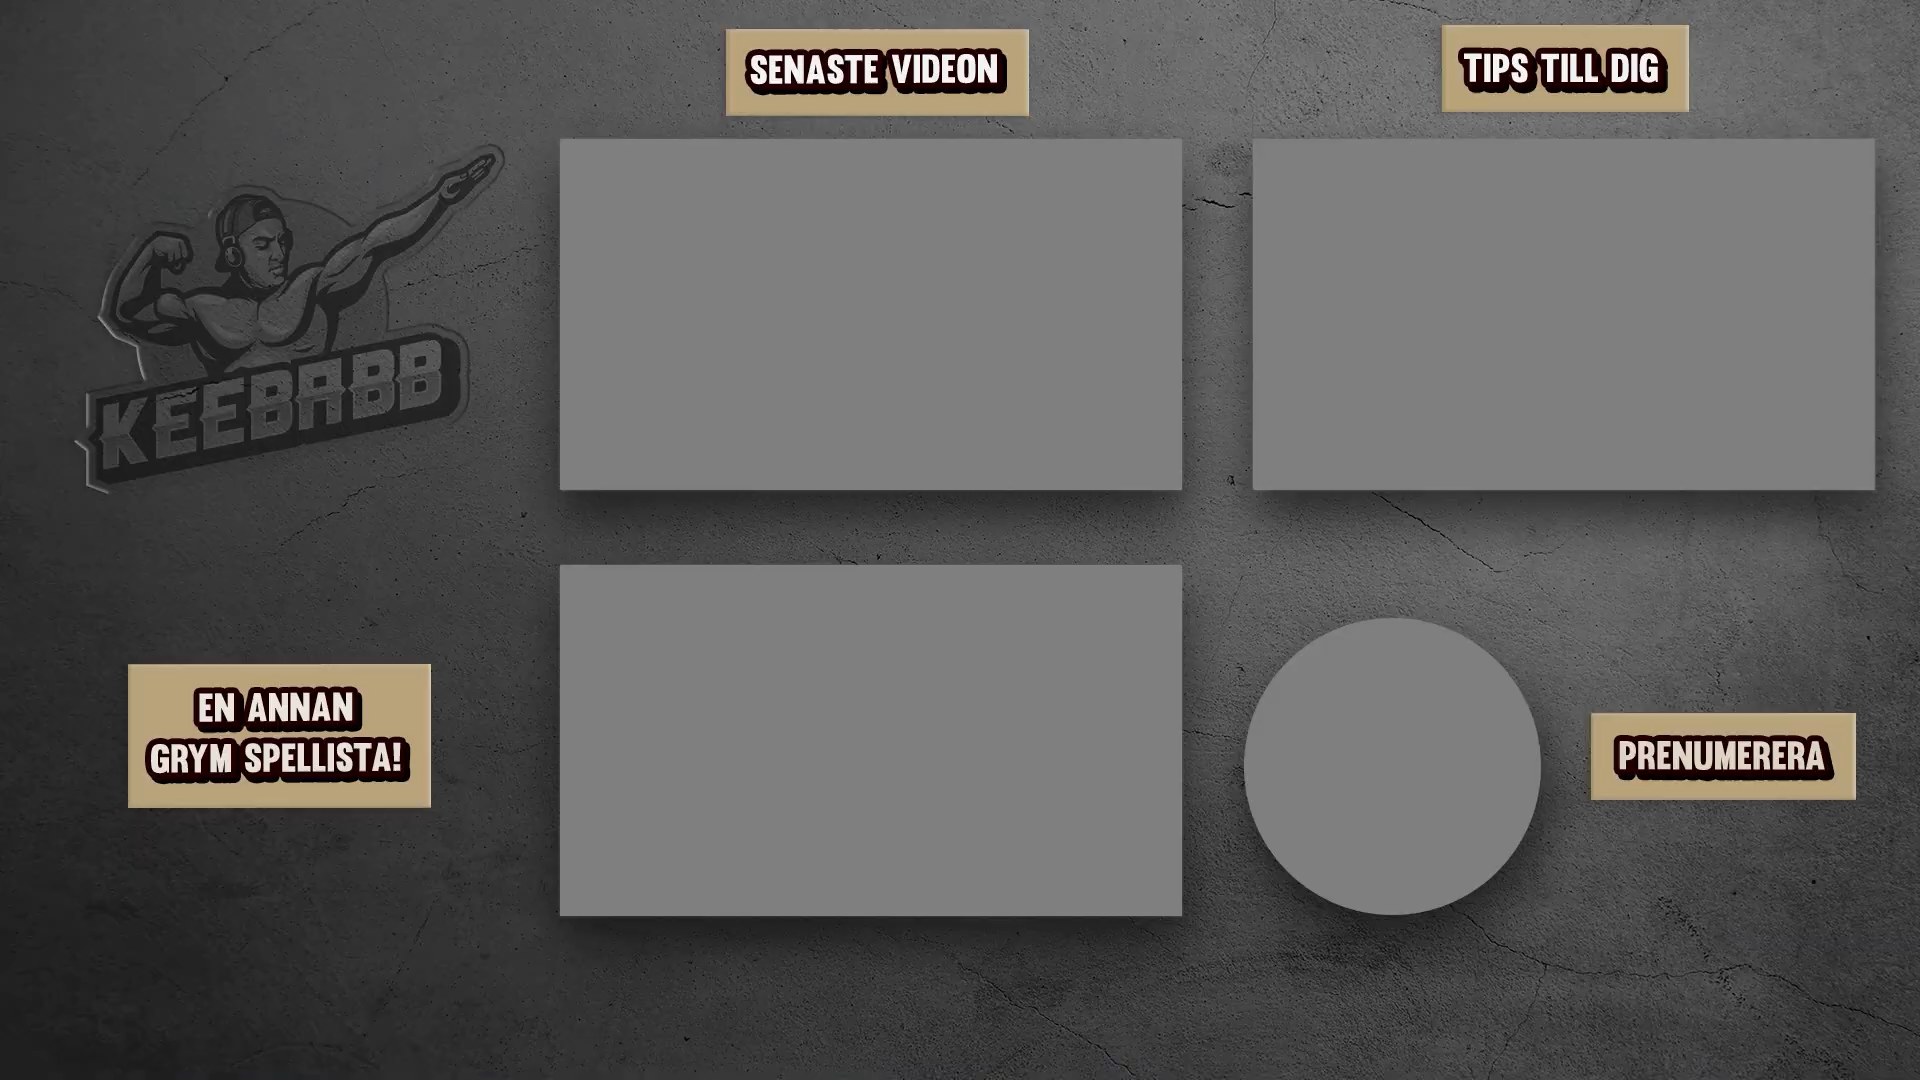 SENASTE VIDEON
TIPS TILL DIG
KEEBABB
EN ANNAN
GRYM SPELLISTA!
PRENUMERERA